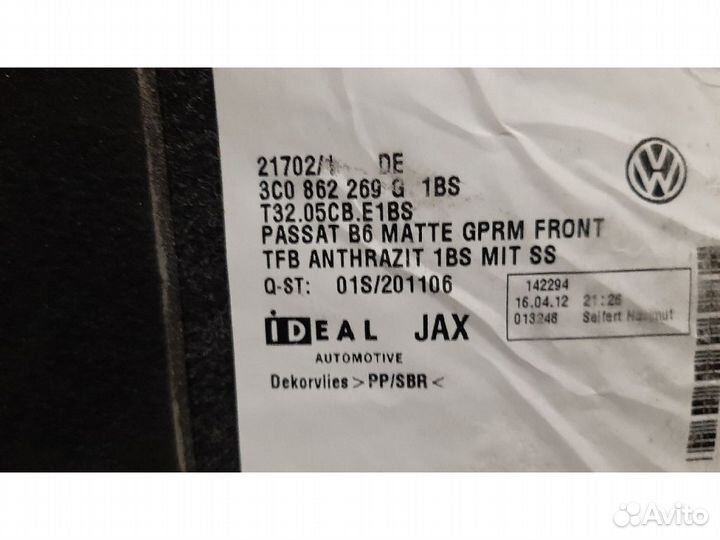 21702/1 DE
3C0 862 269 G 1BS
T32.05CB.E1BS
PASSAT B6 MATTE GPRM FRONT
TFB ANTHRAZIT 1BS MIT SS
Q-ST: 01S/201106
142294
16.04.12 21:26
013248 Seifert
iDEAL JAX
AUTOMOTIVE
Dekorvlies >PP/SBR<
Avito